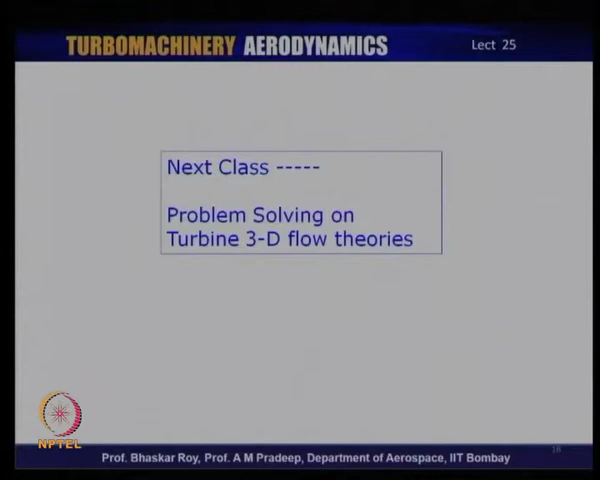 TURBOMACHINERY AERODYNAMICS
Lect 25
Next Class -----
Problem Solving on
Turbine 3-D flow theories
NPTEL
18
Prof. Bhaskar Roy, Prof. A M Pradeep, Department of Aerospace, IIT Bombay